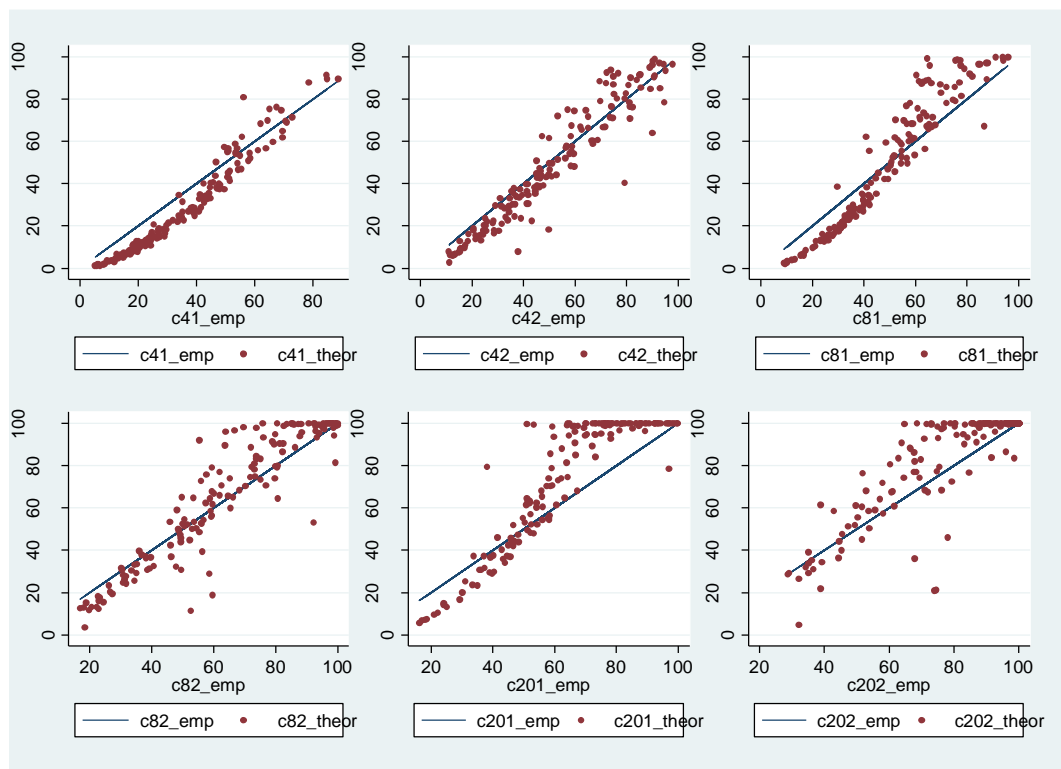 100
80
60
40
20
0
0 20 40 60 80
c41_emp
c41_emp c41_theor
100
80
60
40
20
0
0 20 40 60 80 100
c42_emp
c42_emp c42_theor
100
80
60
40
20
0
0 20 40 60 80 100
c81_emp
c81_emp c81_theor
100
80
60
40
20
0
20 40 60 80 100
c82_emp
c82_emp c82_theor
100
80
60
40
20
0
20 40 60 80 100
c201_emp
c201_emp c201_theor
100
80
60
40
20
0
20 40 60 80 100
c202_emp
c202_emp c202_theor